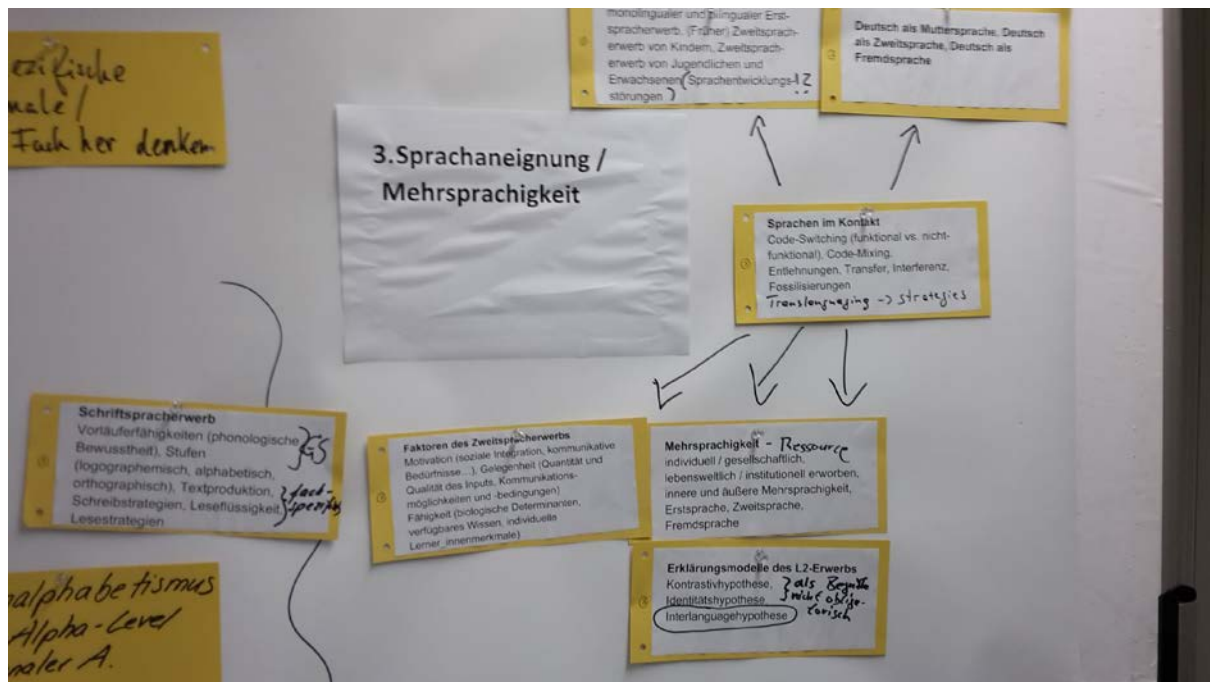 ezifische
male /
Fach her denken
monolingualer und bilingualer Erst-
spracherwerb, (Früher) Zweitsprach-
erwerb von Kindern, Zweitsprach-
erwerb von Jugendlichen und
Erwachsenen (Sprachentwicklungs- !?
störungen )
Deutsch als Muttersprache, Deutsch
als Zweitsprache, Deutsch als
Fremdsprache
3.Sprachaneignung /
Mehrsprachigkeit
Sprachen im Kontakt
Code-Switching (funktional vs. nicht-
funktional), Code-Mixing,
Entlehnungen, Transfer, Interferenz,
Fossilisierungen
Translanguaging -> strategies
Schriftspracherwerb
Vorläuferfähigkeiten (phonologische
Bewusstheit), Stufen } GS
(logographemisch, alphabetisch,
orthographisch), Textproduktion, } fach-
Schreibstrategien, Leseflüssigkeit, spezifisch
Lesestrategien
Faktoren des Zweitspracherwerbs
Motivation (soziale Integration, kommunikative
Bedürfnisse...), Gelegenheit (Quantität und
Qualität des Inputs, Kommunikations-
möglichkeiten und -bedingungen)
Fähigkeit (biologische Determinanten,
verfügbares Wissen, individuelle
Lerner_innenmerkmale)
Mehrsprachigkeit - Ressource
individuell / gesellschaftlich,
lebensweltlich / institutionell erworben,
innere und äußere Mehrsprachigkeit,
Erstsprache, Zweitsprache,
Fremdsprache
Erklärungsmodelle des L2-Erwerbs
Kontrastivhypothese, } als Begriffe
Identitätshypothese, nicht obliga-
Interlanguagehypothese torisch
alphabetismus
Alpha-Level
naler A.